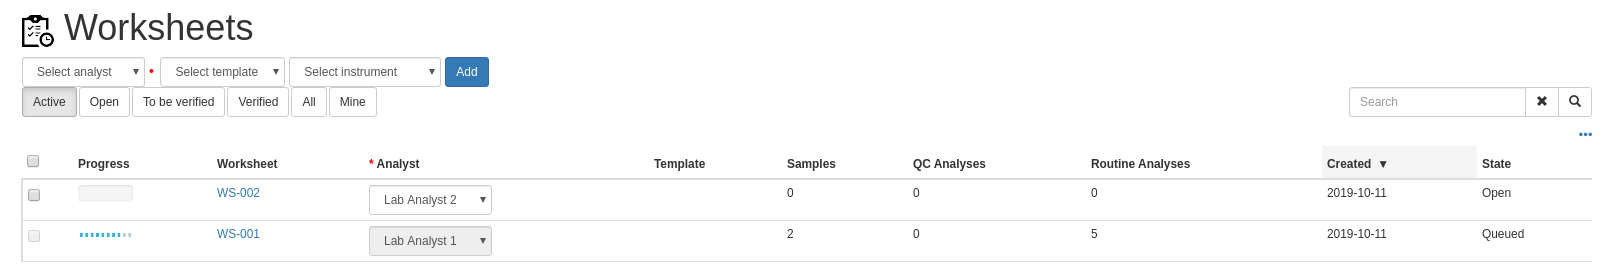 Worksheets
Select analyst ▾ • Select template ▾ Select instrument ▾ Add
Active Open To be verified Verified All Mine Search ✖
•••
Progress Worksheet * Analyst Template Samples QC Analyses Routine Analyses Created ▼ State
WS-002 Lab Analyst 2 ▾ 0 0 0 2019-10-11 Open
WS-001 Lab Analyst 1 ▾ 2 0 5 2019-10-11 Queued